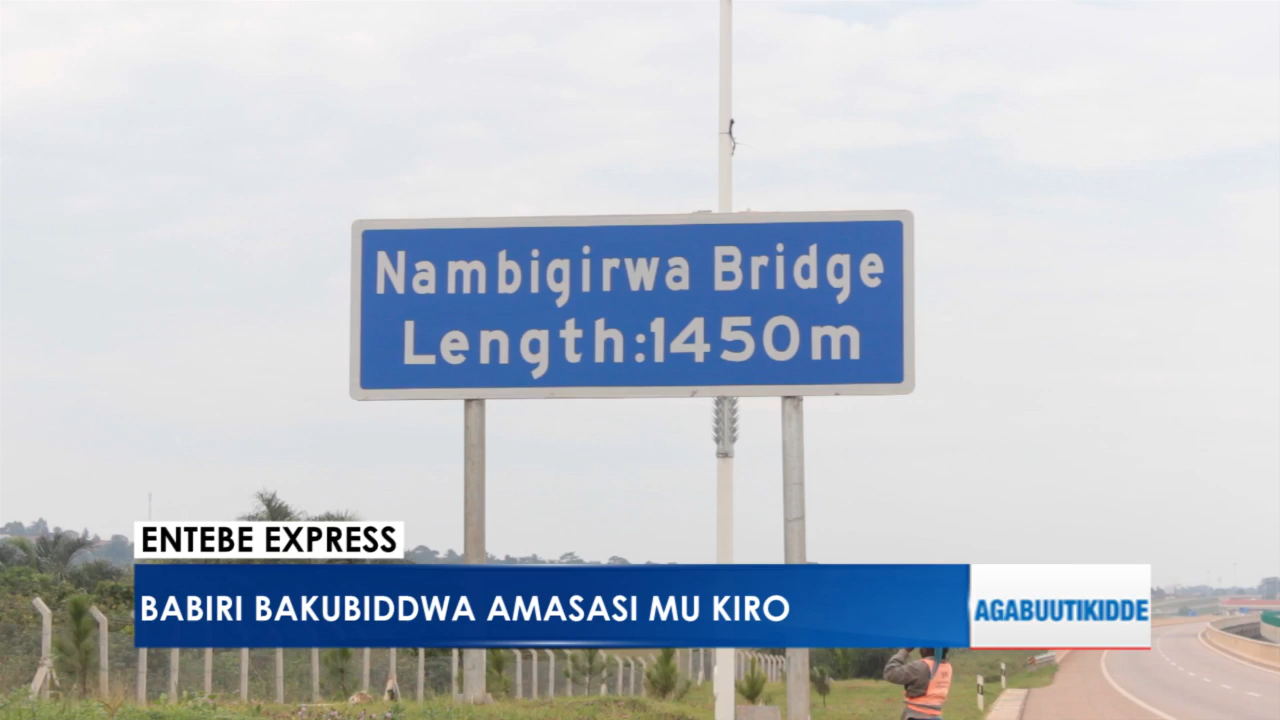 Nambigirwa Bridge
Length:1450m
ENTEBE EXPRESS
BABIRI BAKUBIDDWA AMASASI MU KIRO
AGABUUTIKIDDE